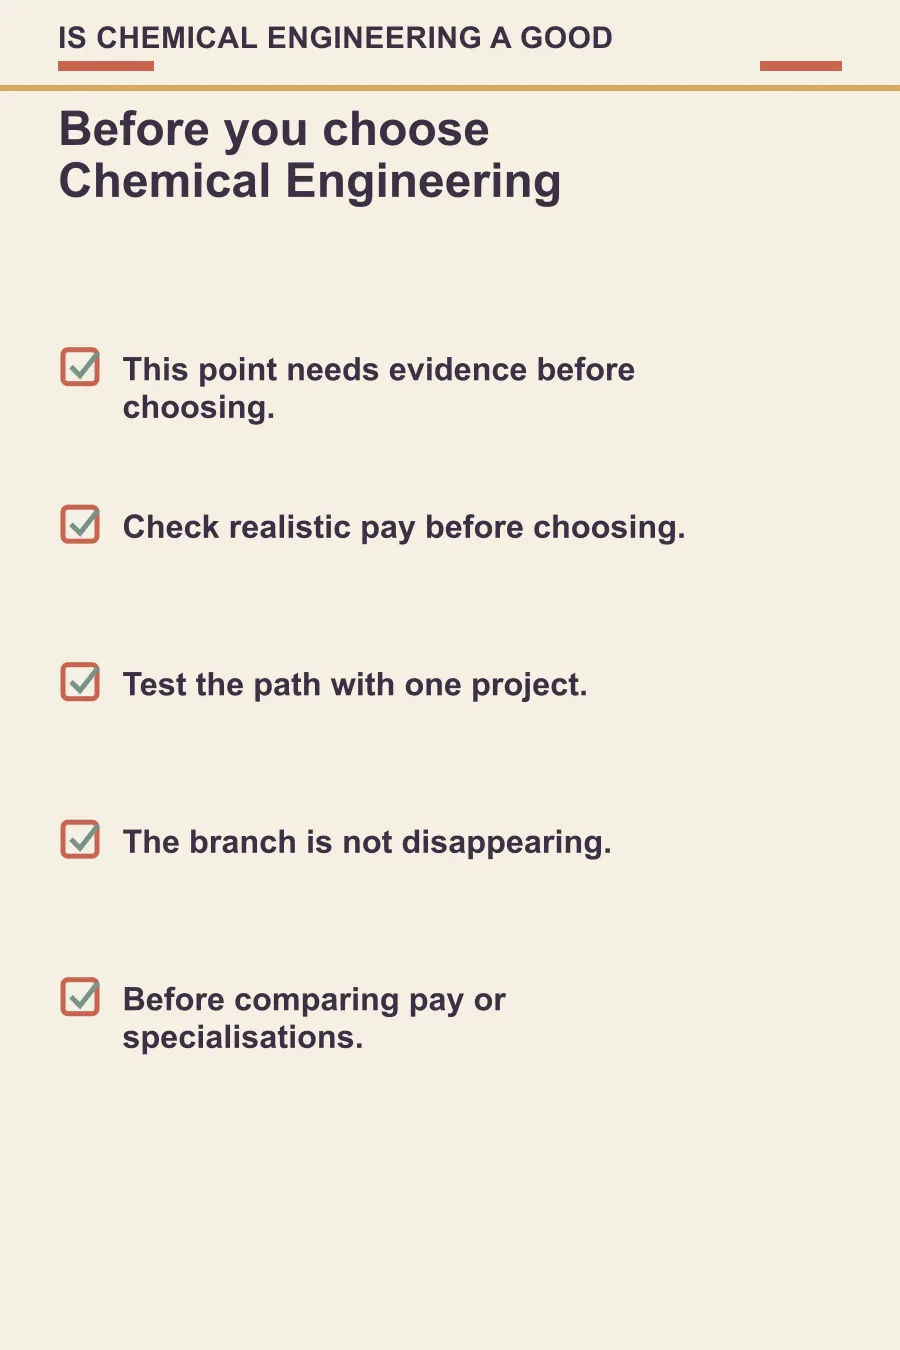 IS CHEMICAL ENGINEERING A GOOD
Before you choose
Chemical Engineering
This point needs evidence before
choosing.
Check realistic pay before choosing.
Test the path with one project.
The branch is not disappearing.
Before comparing pay or
specialisations.